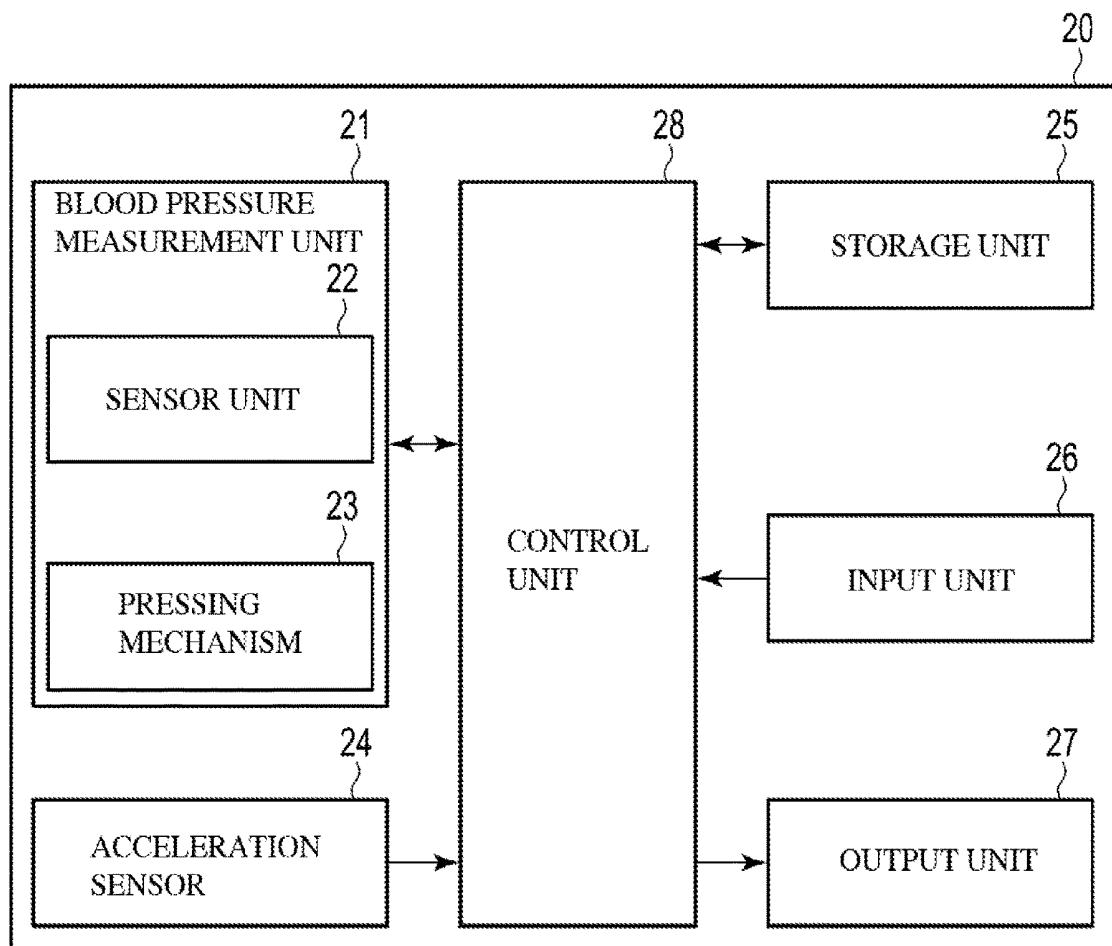 20
21
28
25
BLOOD PRESSURE
MEASUREMENT UNIT
STORAGE UNIT
22
SENSOR UNIT
26
23
CONTROL
UNIT
INPUT UNIT
PRESSING
MECHANISM
24
27
ACCELERATION
SENSOR
OUTPUT UNIT